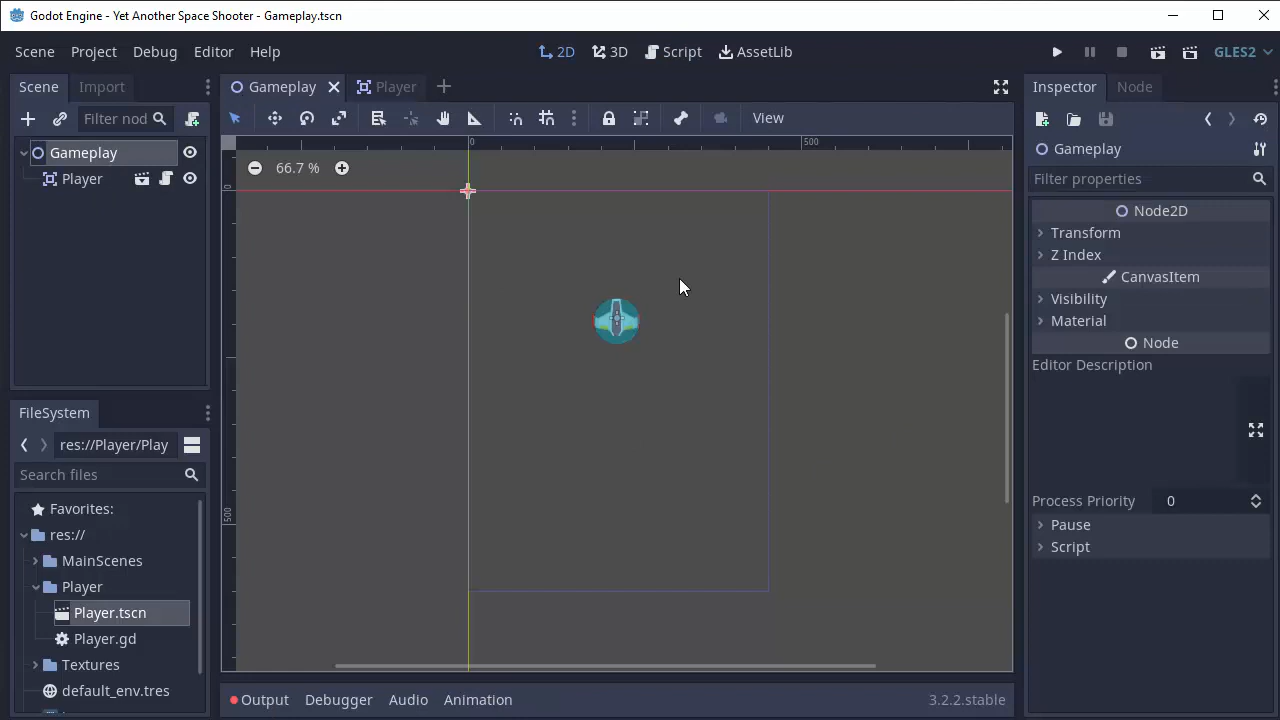 Godot Engine - Yet Another Space Shooter - Gameplay.tscn
Scene Project Debug Editor Help
2D 3D Script AssetLib
GLES2
Scene Import
Filter nod
Gameplay
Player
FileSystem
res://Player/Play
Search files
Favorites:
res://
MainScenes
Player
Player.tscn
Player.gd
Textures
default_env.tres
Gameplay Player
View
0 500
0
500
66.7 %
Output Debugger Audio Animation 3.2.2.stable
Inspector Node
Gameplay
Filter properties
Node2D
Transform
Z Index
CanvasItem
Visibility
Material
Node
Editor Description
Process Priority 0
Pause
Script